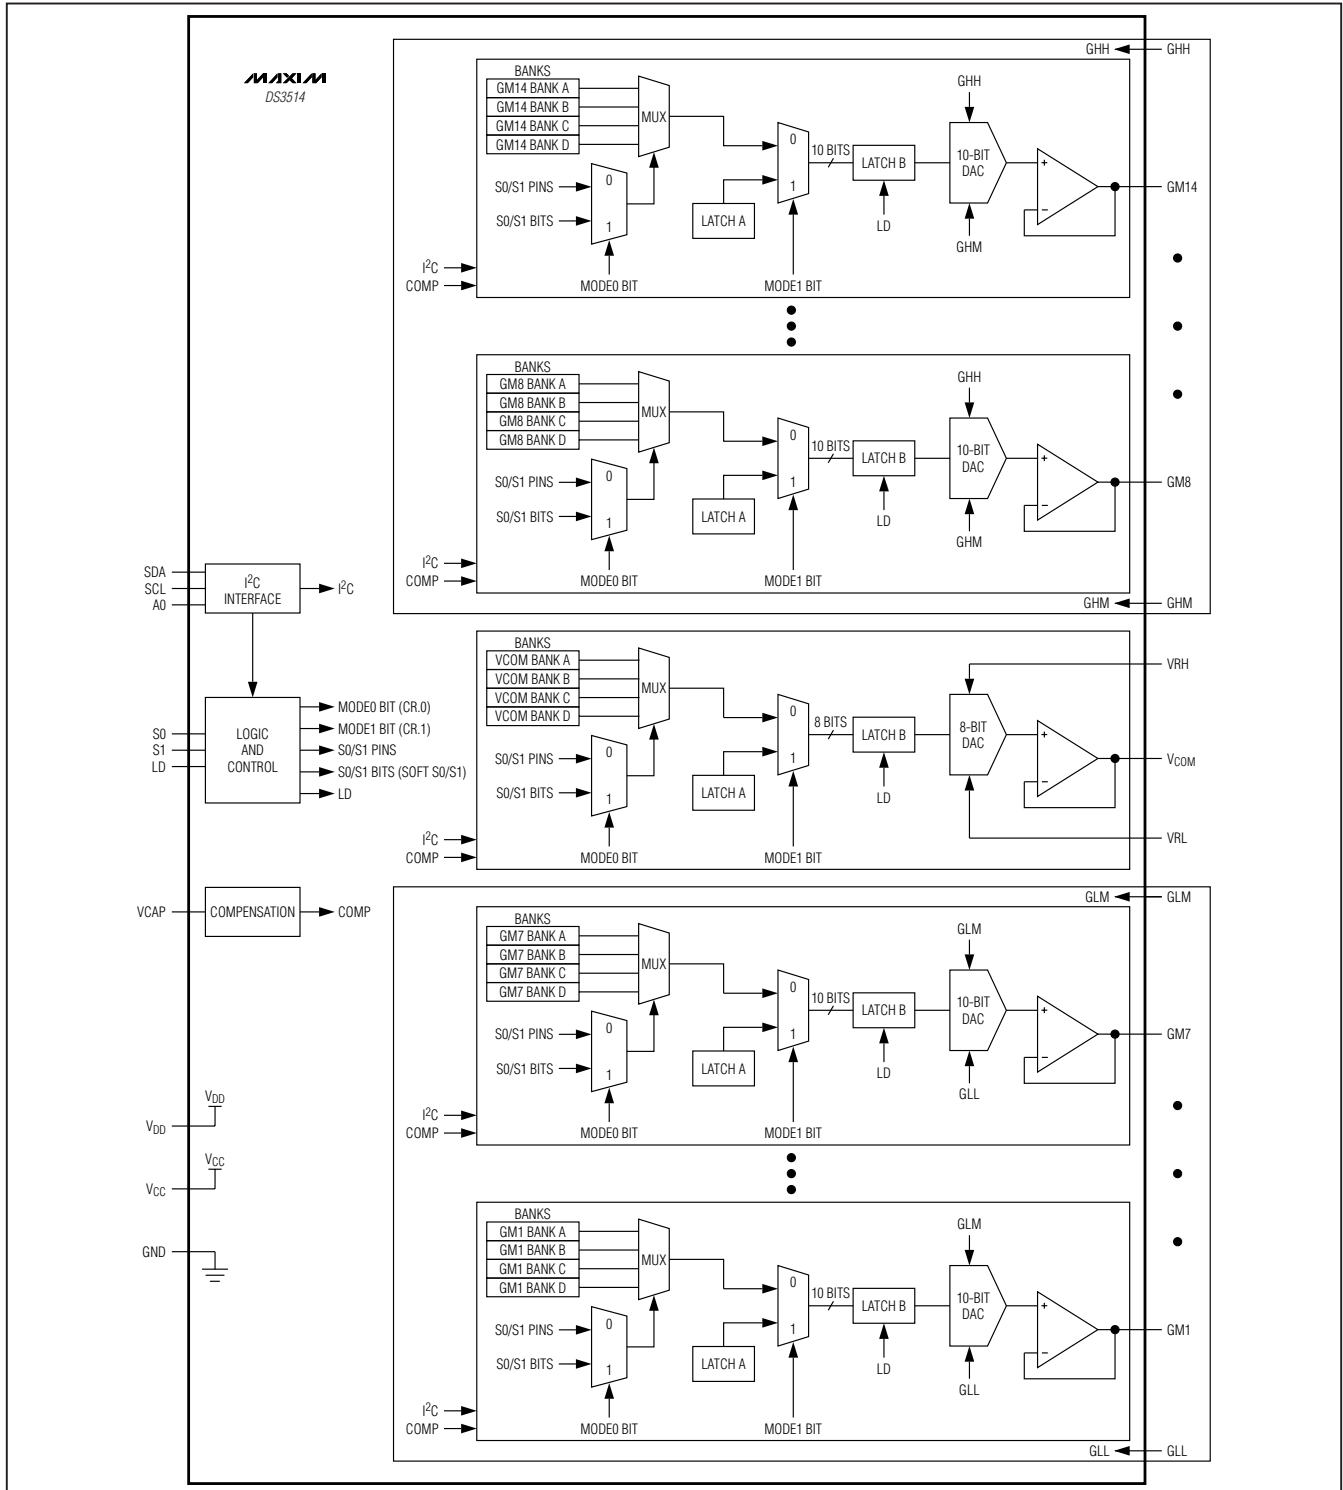 MAXIM
DS3514
GHH
GHH
BANKS
GM14 BANK A
GM14 BANK B
GM14 BANK C
GM14 BANK D
MUX
S0/S1 PINS
S0/S1 BITS
0
1
MODE0 BIT
I2C
COMP
LATCH A
0
1
MODE1 BIT
10 BITS
LATCH B
LD
GHH
10-BIT
DAC
GHM
+
−
GM14
BANKS
GM8 BANK A
GM8 BANK B
GM8 BANK C
GM8 BANK D
MUX
S0/S1 PINS
S0/S1 BITS
0
1
MODE0 BIT
I2C
COMP
LATCH A
0
1
MODE1 BIT
10 BITS
LATCH B
LD
GHH
10-BIT
DAC
GHM
+
−
GM8
GHM
GHM
SDA
SCL
A0
I2C
INTERFACE
I2C
S0
S1
LD
LOGIC
AND
CONTROL
MODE0 BIT (CR.0)
MODE1 BIT (CR.1)
S0/S1 PINS
S0/S1 BITS (SOFT S0/S1)
LD
BANKS
VCOM BANK A
VCOM BANK B
VCOM BANK C
VCOM BANK D
MUX
S0/S1 PINS
S0/S1 BITS
0
1
MODE0 BIT
I2C
COMP
LATCH A
0
1
MODE1 BIT
8 BITS
LATCH B
LD
8-BIT
DAC
+
−
VRH
VCOM
VRL
VCAP
COMPENSATION
COMP
GLM
GLM
BANKS
GM7 BANK A
GM7 BANK B
GM7 BANK C
GM7 BANK D
MUX
S0/S1 PINS
S0/S1 BITS
0
1
MODE0 BIT
I2C
COMP
LATCH A
0
1
MODE1 BIT
10 BITS
LATCH B
LD
GLM
10-BIT
DAC
GLL
+
−
GM7
VDD
VDD
VCC
VCC
GND
BANKS
GM1 BANK A
GM1 BANK B
GM1 BANK C
GM1 BANK D
MUX
S0/S1 PINS
S0/S1 BITS
0
1
MODE0 BIT
I2C
COMP
LATCH A
0
1
MODE1 BIT
10 BITS
LATCH B
LD
GLM
10-BIT
DAC
GLL
+
−
GM1
GLL
GLL